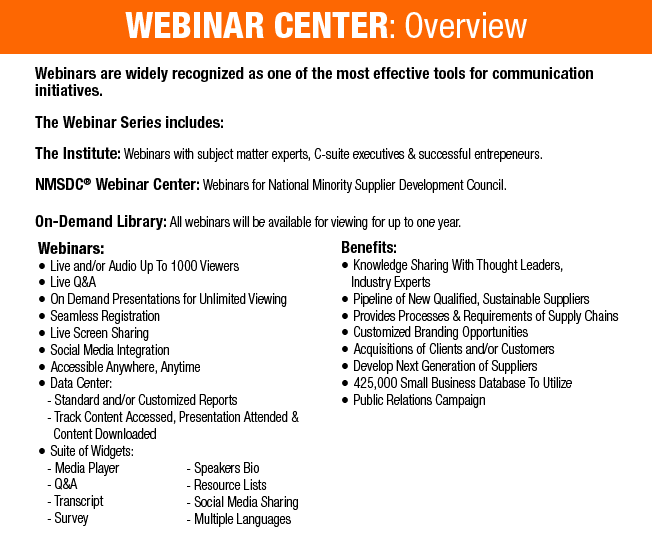 WEBINAR CENTER: Overview
Webinars are widely recognized as one of the most effective tools for communication
initiatives.
The Webinar Series includes:
The Institute: Webinars with subject matter experts, C-suite executives & successful entrepeneurs.
NMSDC® Webinar Center: Webinars for National Minority Supplier Development Council.
On-Demand Library: All webinars will be available for viewing for up to one year.
Webinars:
• Live and/or Audio Up To 1000 Viewers
• Live Q&A
• On Demand Presentations for Unlimited Viewing
• Seamless Registration
• Live Screen Sharing
• Social Media Integration
• Accessible Anywhere, Anytime
• Data Center:
- Standard and/or Customized Reports
- Track Content Accessed, Presentation Attended &
Content Downloaded
• Suite of Widgets:
- Media Player
- Q&A
- Transcript
- Survey
- Speakers Bio
- Resource Lists
- Social Media Sharing
- Multiple Languages
Benefits:
• Knowledge Sharing With Thought Leaders,
Industry Experts
• Pipeline of New Qualified, Sustainable Suppliers
• Provides Processes & Requirements of Supply Chains
• Customized Branding Opportunities
• Acquisitions of Clients and/or Customers
• Develop Next Generation of Suppliers
• 425,000 Small Business Database To Utilize
• Public Relations Campaign